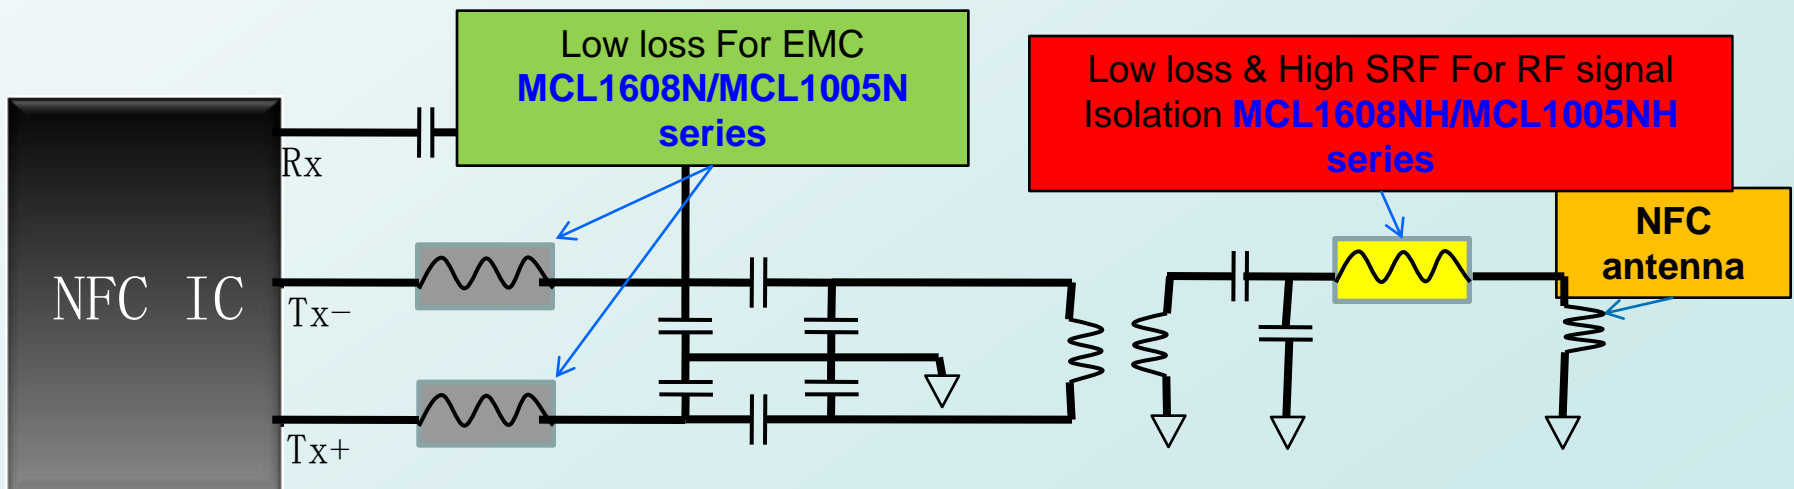 Low loss For EMC
MCL1608N/MCL1005N
series
Low loss & High SRF For RF signal
Isolation MCL1608NH/MCL1005NH
series
Rx
NFC
antenna
NFC IC
Tx-
Tx+